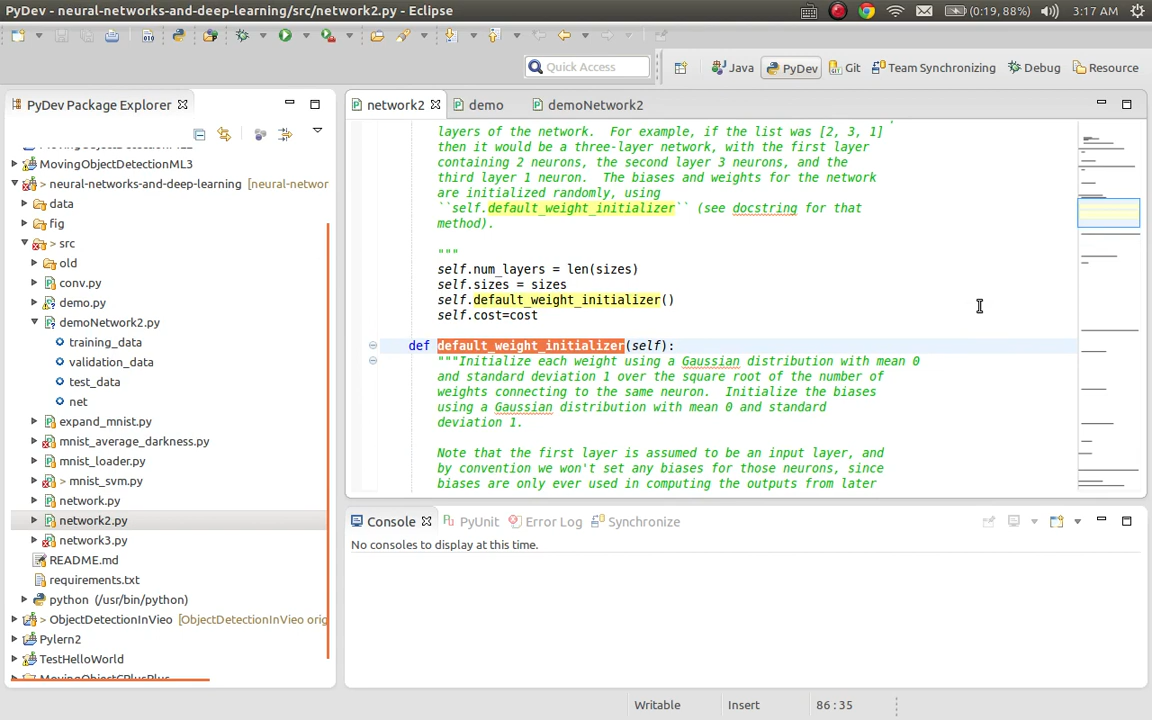 PyDev - neural-networks-and-deep-learning/src/network2.py - Eclipse
(0:19, 88%) 3:17 AM
Quick Access
Java PyDev Git Team Synchronizing Debug Resource
PyDev Package Explorer
MovingObjectDetectionML3
> neural-networks-and-deep-learning [neural-networ
data
fig
> src
old
conv.py
demo.py
demoNetwork2.py
training_data
validation_data
test_data
net
expand_mnist.py
mnist_average_darkness.py
mnist_loader.py
> mnist_svm.py
network.py
network2.py
network3.py
README.md
requirements.txt
python (/usr/bin/python)
> ObjectDetectionInVieo [ObjectDetectionInVieo orig
Pylern2
TestHelloWorld
MovingObjectCPlusPlus
network2 demo demoNetwork2
layers of the network. For example, if the list was [2, 3, 1]
then it would be a three-layer network, with the first layer
containing 2 neurons, the second layer 3 neurons, and the
third layer 1 neuron. The biases and weights for the network
are initialized randomly, using
``self.default_weight_initializer`` (see docstring for that
method).
"""
self.num_layers = len(sizes)
self.sizes = sizes
self.default_weight_initializer()
self.cost=cost
def default_weight_initializer(self):
"""Initialize each weight using a Gaussian distribution with mean 0
and standard deviation 1 over the square root of the number of
weights connecting to the same neuron. Initialize the biases
using a Gaussian distribution with mean 0 and standard
deviation 1.
Note that the first layer is assumed to be an input layer, and
by convention we won't set any biases for those neurons, since
biases are only ever used in computing the outputs from later
Console PyUnit Error Log Synchronize
No consoles to display at this time.
Writable Insert 86:35